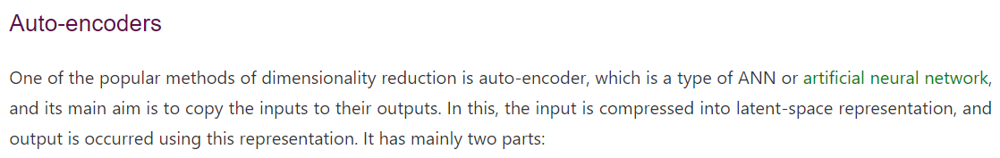 Auto-encoders
One of the popular methods of dimensionality reduction is auto-encoder, which is a type of ANN or artificial neural network,
and its main aim is to copy the inputs to their outputs. In this, the input is compressed into latent-space representation, and
output is occurred using this representation. It has mainly two parts: